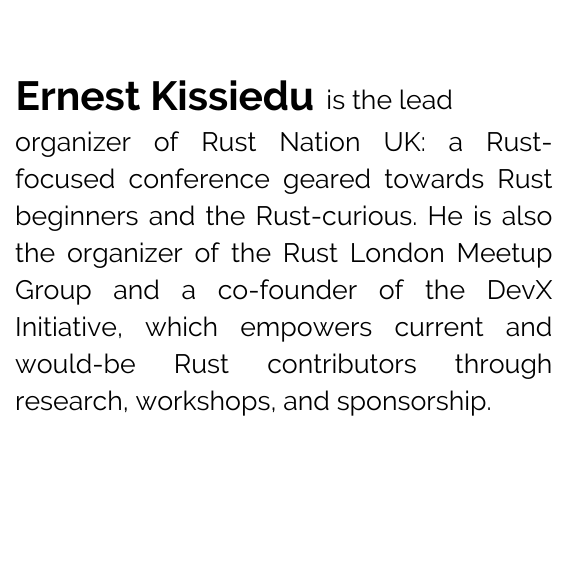 Ernest Kissiedu is the lead
organizer of Rust Nation UK: a Rust-
focused conference geared towards Rust
beginners and the Rust-curious. He is also
the organizer of the Rust London Meetup
Group and a co-founder of the DevX
Initiative, which empowers current and
would-be Rust contributors through
research, workshops, and sponsorship.